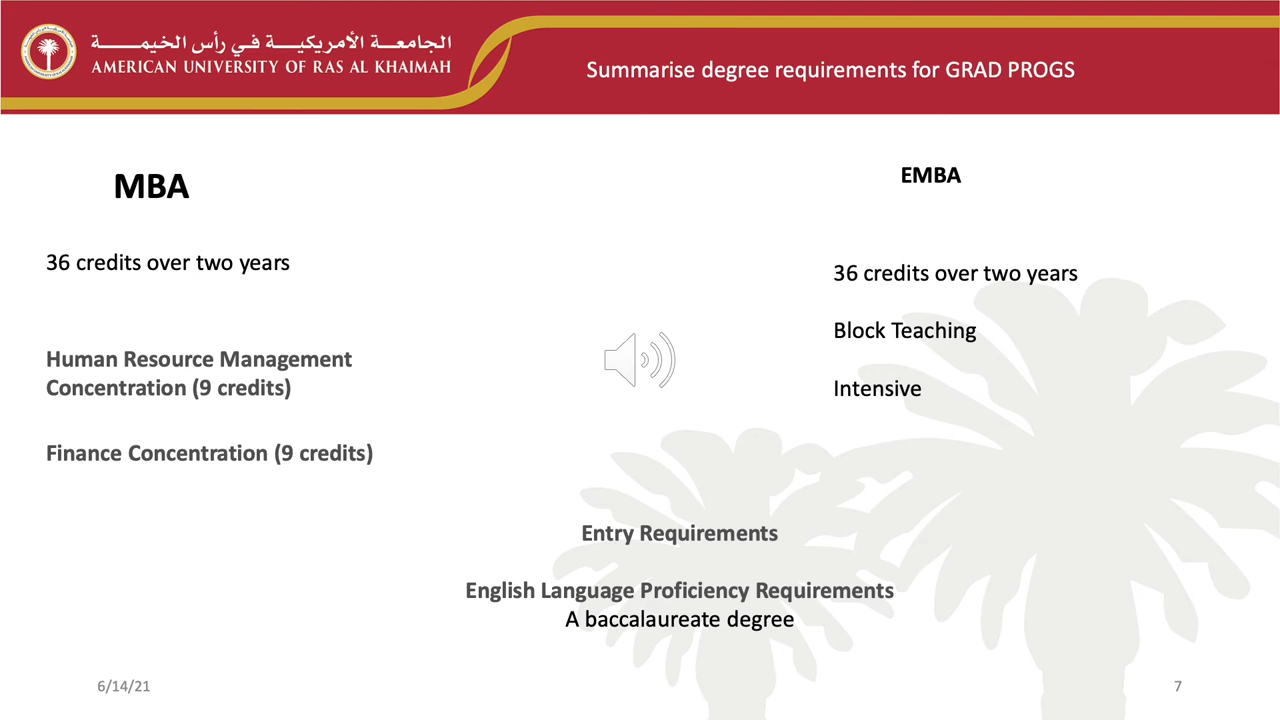 الجامعة الأمريكية في رأس الخيمة
AMERICAN UNIVERSITY OF RAS AL KHAIMAH
Summarise degree requirements for GRAD PROGS
MBA
36 credits over two years
Human Resource Management
Concentration (9 credits)
Finance Concentration (9 credits)
EMBA
36 credits over two years
Block Teaching
Intensive
Entry Requirements
English Language Proficiency Requirements
A baccalaureate degree
6/14/21
7